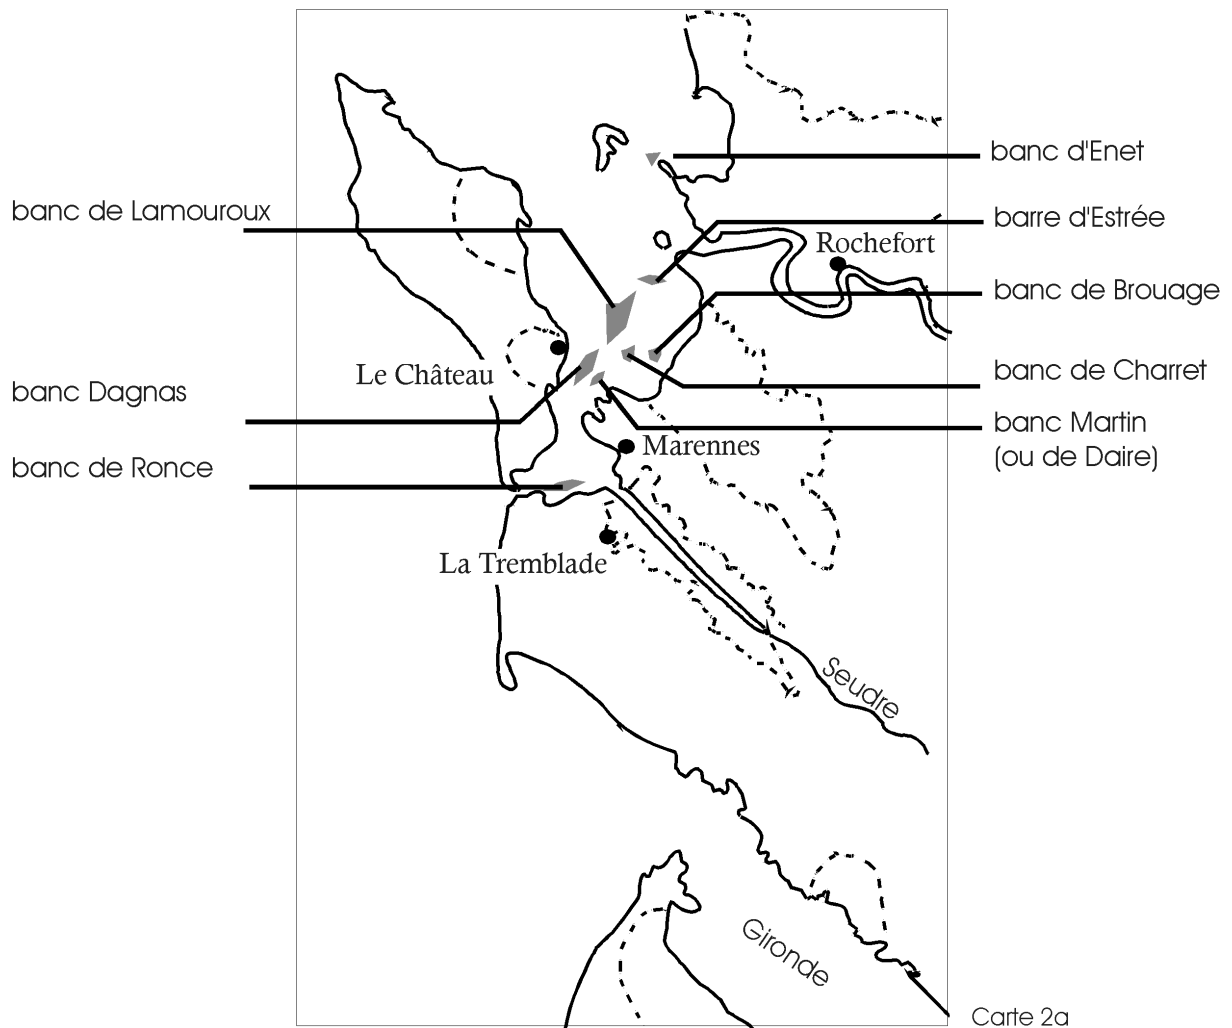 banc d'Enet
banc de Lamouroux
barre d'Estrée
Rochefort
banc de Brouage
Le Château
banc de Charret
banc Dagnas
banc Martin
(ou de Daire)
Marennes
banc de Ronce
La Tremblade
Seudre
Gironde
Carte 2a